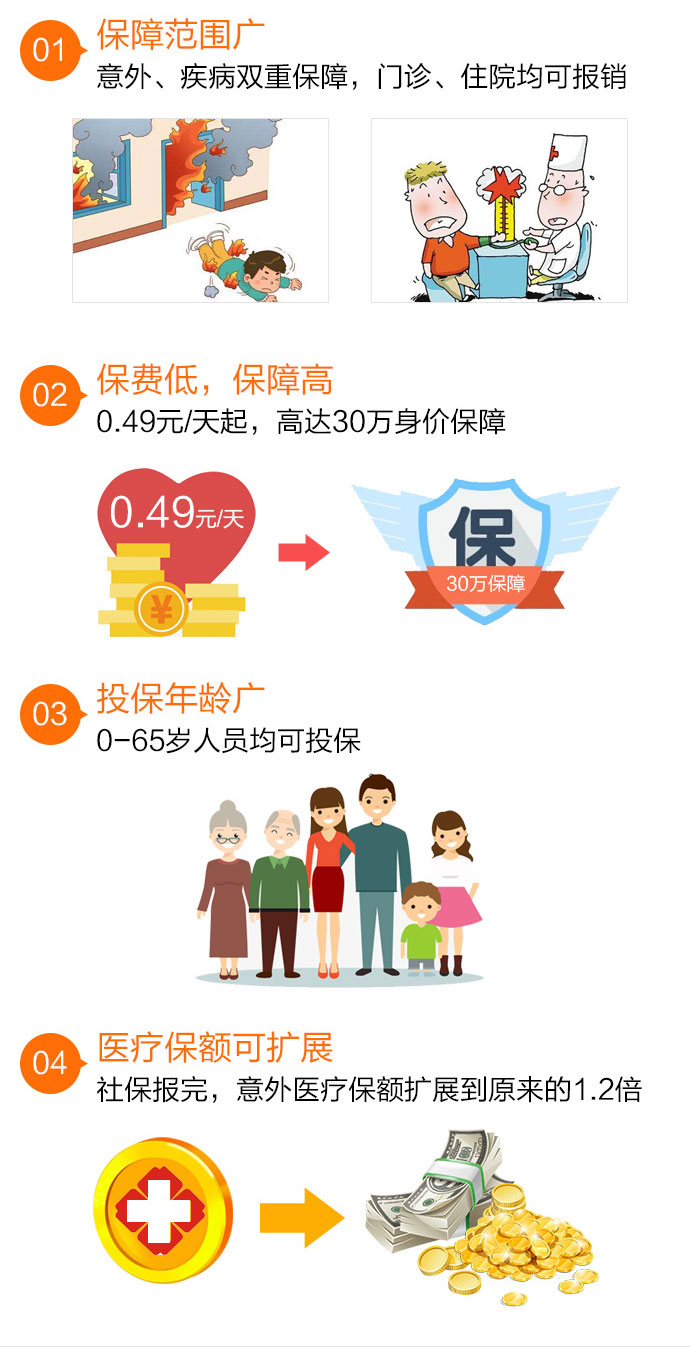 01
保障范围广
意外、疾病双重保障，门诊、住院均可报销
02
保费低，保障高
0.49元/天起，高达30万身价保障
0.49元/天
¥
保
30万保障
03
投保年龄广
0-65岁人员均可投保
04
医疗保额可扩展
社保报完，意外医疗保额扩展到原来的1.2倍